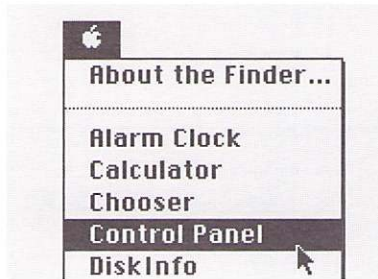 About the Finder...
Alarm Clock
Calculator
Chooser
Control Panel
DiskInfo